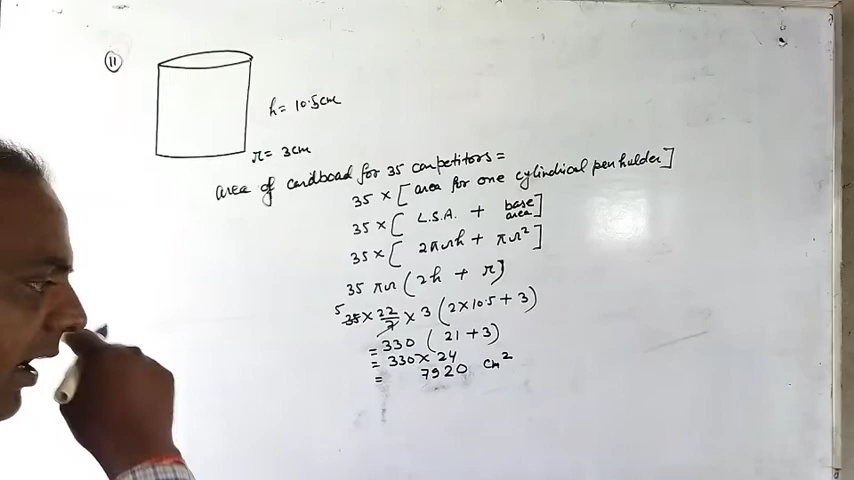 11
h = 10.5cm
r = 3cm
area of cardboad for 35 competitors =
35 × [ area for one cylindrical penholder ]
35 × [ L.S.A. + base area ]
35 × [ 2πrh + πr² ]
35 πr ( 2h + r )
5 35 × 22/7 × 3 ( 2×10.5 + 3 )
= 330 ( 21 + 3 )
= 330 × 24
= 7920 cm²